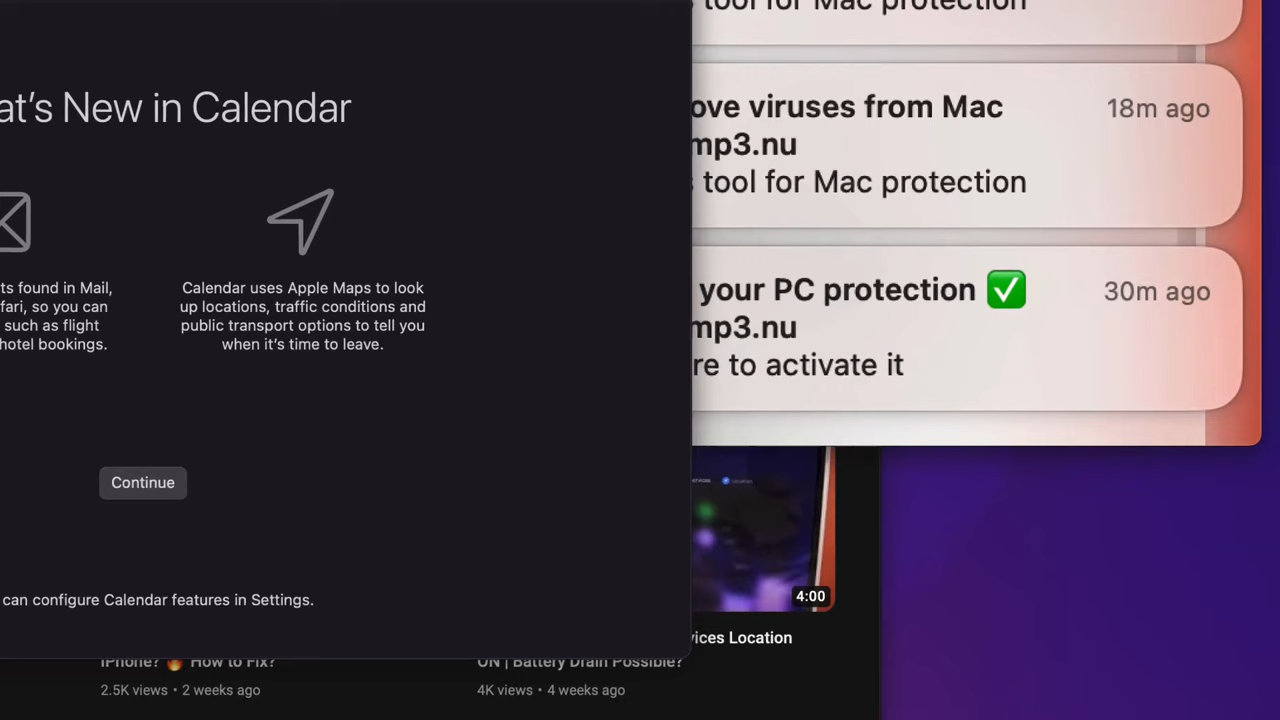 at's New in Calendar
ts found in Mail,
fari, so you can
such as flight
hotel bookings.
Calendar uses Apple Maps to look
up locations, traffic conditions and
public transport options to tell you
when it's time to leave.
Continue
can configure Calendar features in Settings.
tool for Mac protection
ove viruses from Mac
18m ago
mp3.nu
s tool for Mac protection
your PC protection ✅
30m ago
mp3.nu
re to activate it
Location
4:00
vices Location
iPhone? 🔥 How to Fix?
2.5K views • 2 weeks ago
ON | Battery Drain Possible?
4K views • 4 weeks ago